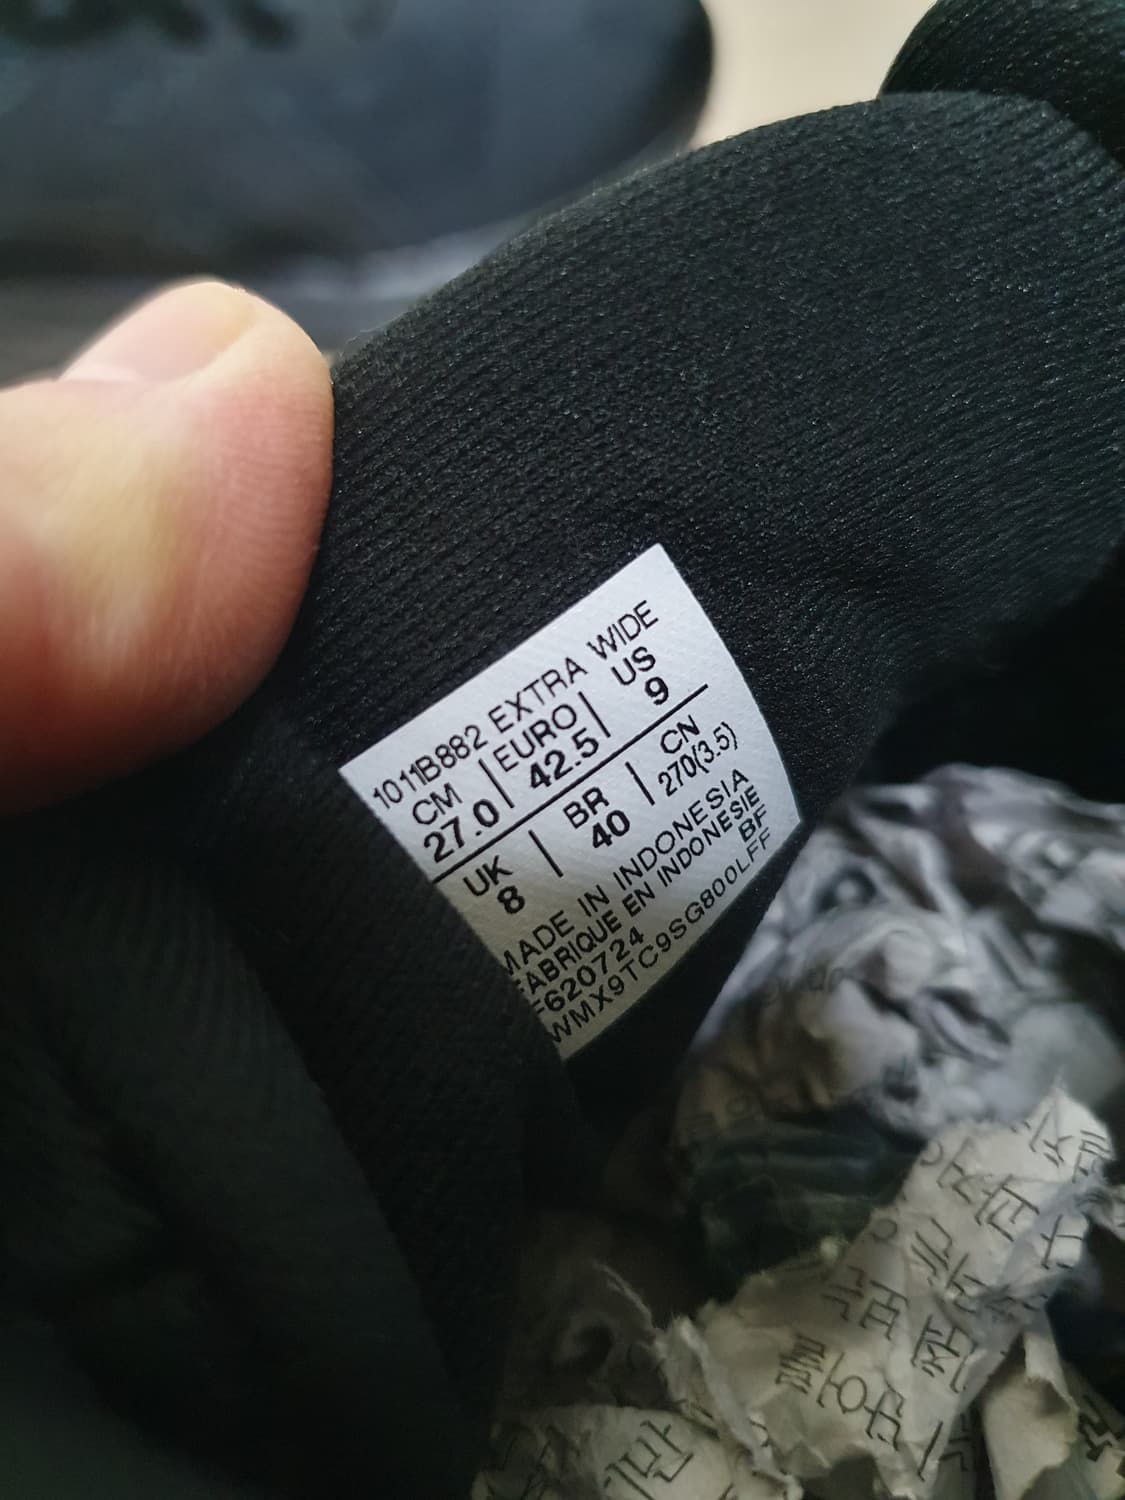 1011B882 EXTRA WIDE
CM | EURO | US
27.0 | 42.5 | 9
UK | BR | CN
8 | 40 | 270(3.5)
MADE IN INDONESIA
FABRIQUE EN INDONESIE
F620724 BF
WMX9TC9SG800LFF